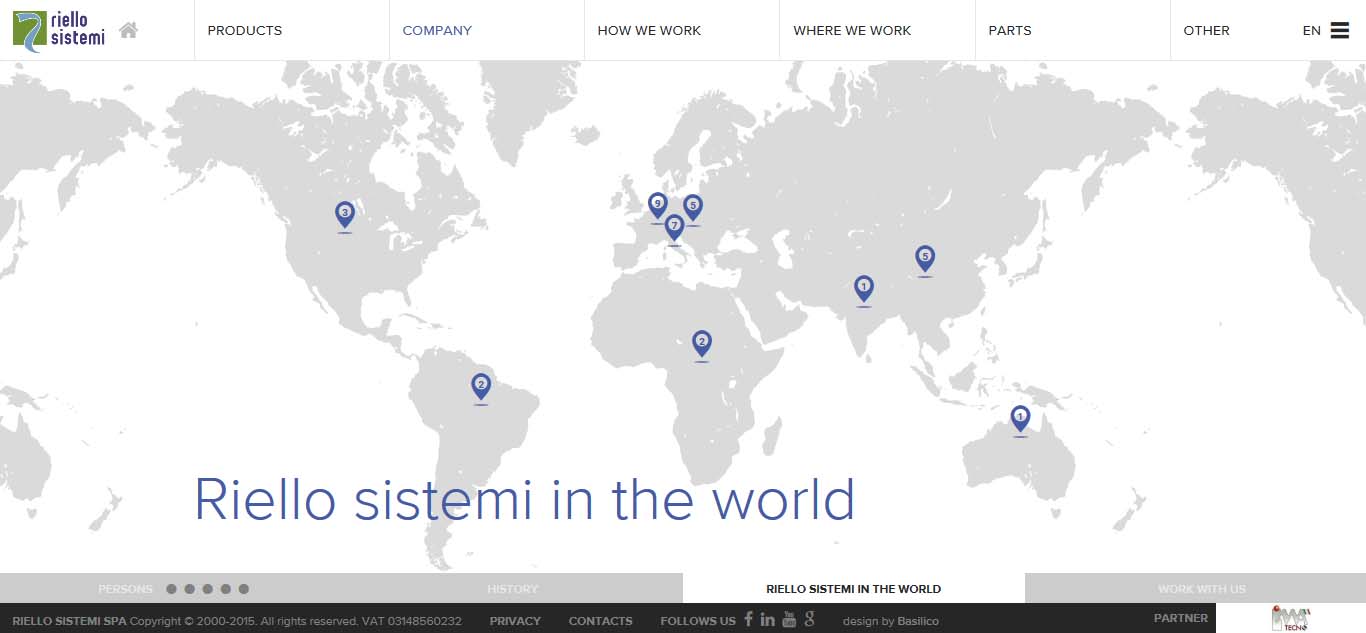 riello
sistemi
PRODUCTS
COMPANY
HOW WE WORK
WHERE WE WORK
PARTS
OTHER
EN
3
9
5
7
5
1
2
2
1
Riello sistemi in the world
PERSONS
HISTORY
RIELLO SISTEMI IN THE WORLD
WORK WITH US
RIELLO SISTEMI SPA Copyright © 2000-2015. All rights reserved. VAT 03148560232
PRIVACY
CONTACTS
FOLLOWS US
design by Basilico
PARTNER
TECNO